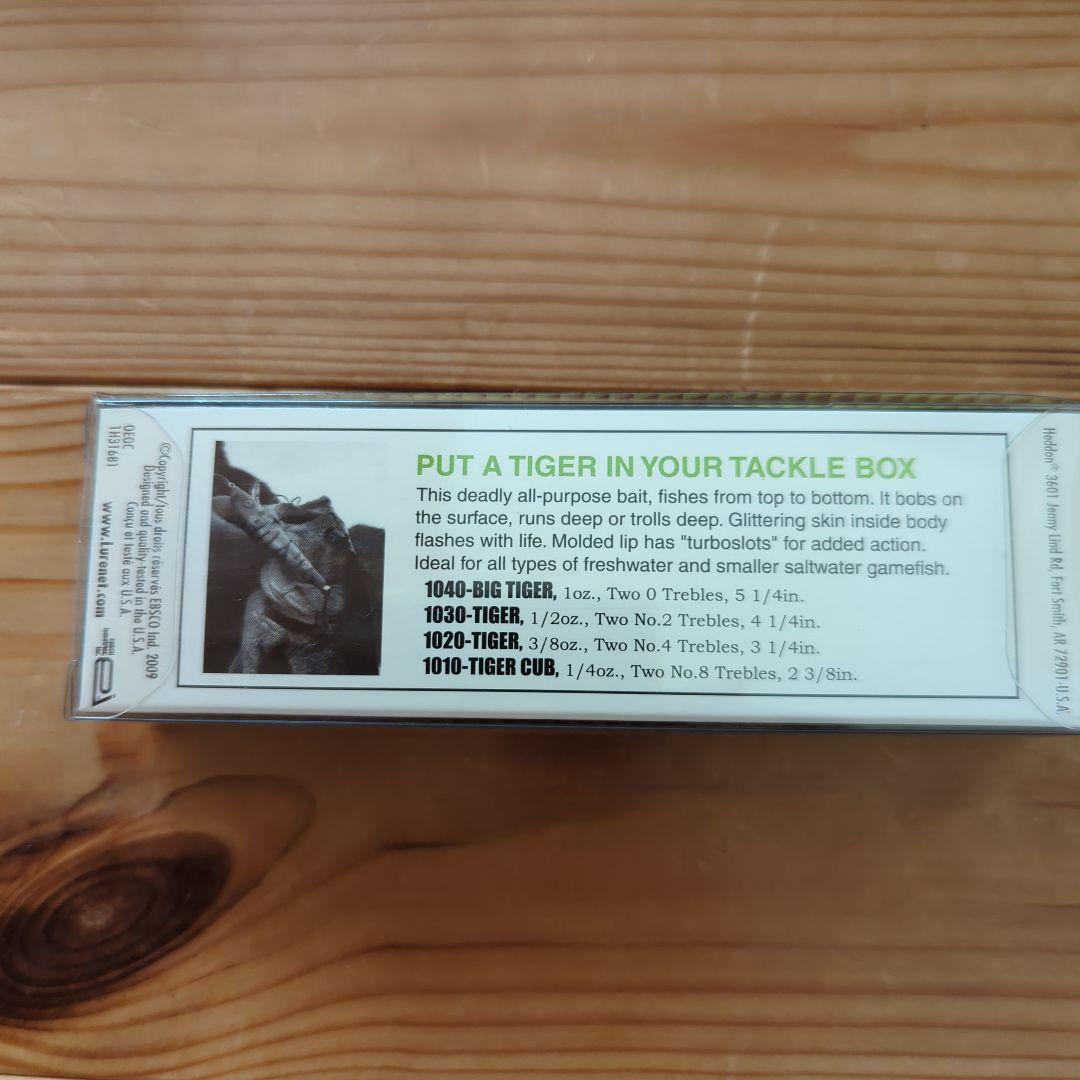 PUT A TIGER IN YOUR TACKLE BOX
This deadly all-purpose bait, fishes from top to bottom. It bobs on
the surface, runs deep or trolls deep. Glittering skin inside body
flashes with life. Molded lip has "turboslots" for added action.
Ideal for all types of freshwater and smaller saltwater gamefish.
1040-BIG TIGER, 1oz., Two 0 Trebles, 5 1/4in.
1030-TIGER, 1/2oz., Two No.2 Trebles, 4 1/4in.
1020-TIGER, 3/8oz., Two No.4 Trebles, 3 1/4in.
1010-TIGER CUB, 1/4oz., Two No.8 Trebles, 2 3/8in.
©Copyright/tous droits réservés EBSCO Ind. 2009
Designed and quality-tested in the U.S.A.
Conçu et testé aux U.S.A.
www.Lurenet.com
1H31681
Heddon® 3601 Jenny Lind Rd, Fort Smith, AR 72901-U.S.A.